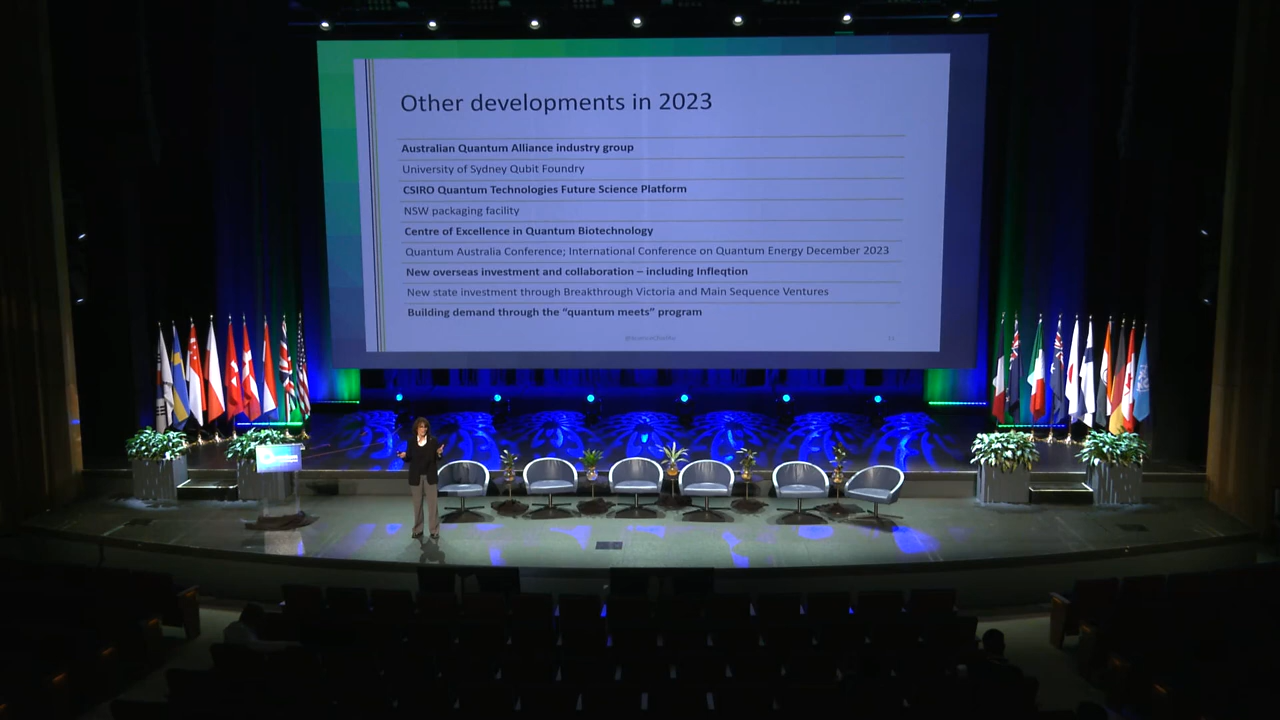 Other developments in 2023
Australian Quantum Alliance industry group
University of Sydney Qubit Foundry
CSIRO Quantum Technologies Future Science Platform
NSW packaging facility
Centre of Excellence in Quantum Biotechnology
Quantum Australia Conference; International Conference on Quantum Energy December 2023
New overseas investment and collaboration – including Infleqtion
New state investment through Breakthrough Victoria and Main Sequence Ventures
Building demand through the “quantum meets” program